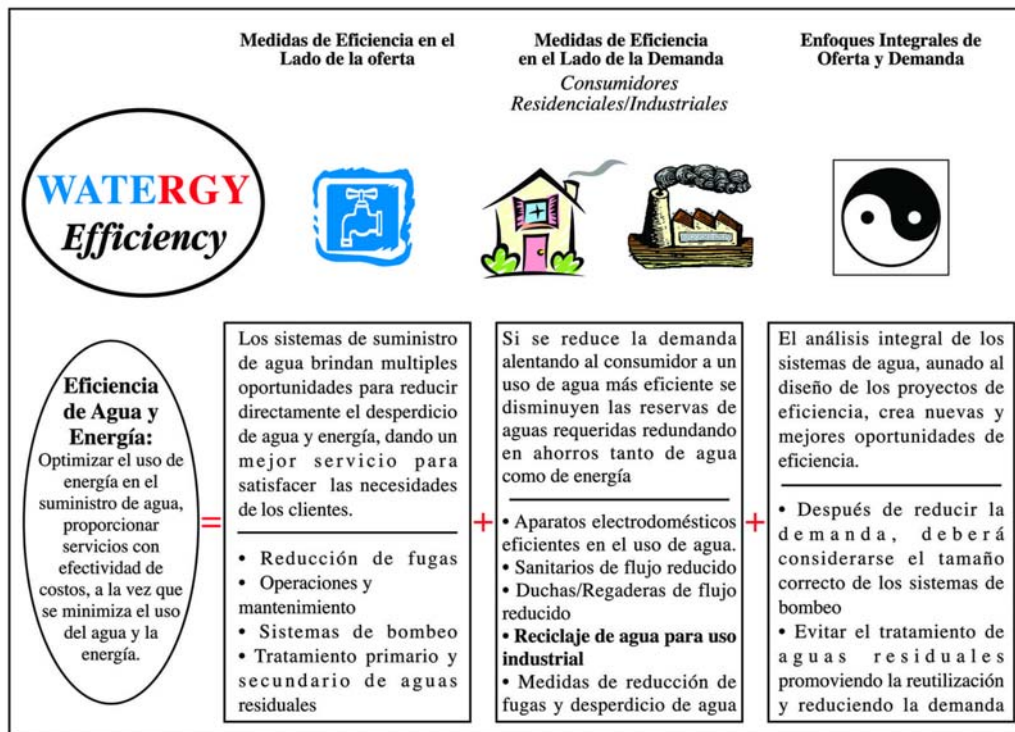 Medidas de Eficiencia en el
Lado de la oferta
Medidas de Eficiencia
en el Lado de la Demanda
Consumidores
Residenciales/Industriales
Enfoques Integrales de
Oferta y Demanda
WATERGY
Efficiency
Eficiencia
de Agua y
Energía:
Optimizar el uso de
energía en el
suministro de agua,
proporcionar
servicios con
efectividad de
costos, a la vez que
se minimiza el uso
del agua y la
energía.
=
Los sistemas de suministro
de agua brindan multiples
oportunidades para reducir
directamente el desperdicio
de agua y energía, dando un
mejor servicio para
satisfacer las necesidades
de los clientes.
• Reducción de fugas
• Operaciones y
mantenimiento
• Sistemas de bombeo
• Tratamiento primario y
secundario de aguas
residuales
+
Si se reduce la demanda
alentando al consumidor a un
uso de agua más eficiente se
disminuyen las reservas de
aguas requeridas redundando
en ahorros tanto de agua
como de energía
• Aparatos electrodomésticos
eficientes en el uso de agua.
• Sanitarios de flujo reducido
• Duchas/Regaderas de flujo
reducido
• Reciclaje de agua para uso
industrial
• Medidas de reducción de
fugas y desperdicio de agua
+
El análisis integral de los
sistemas de agua, aunado al
diseño de los proyectos de
eficiencia, crea nuevas y
mejores oportunidades de
eficiencia.
• Después de reducir la
demanda, deberá
considerarse el tamaño
correcto de los sistemas de
bombeo
• Evitar el tratamiento de
aguas residuales
promoviendo la reutilización
y reduciendo la demanda